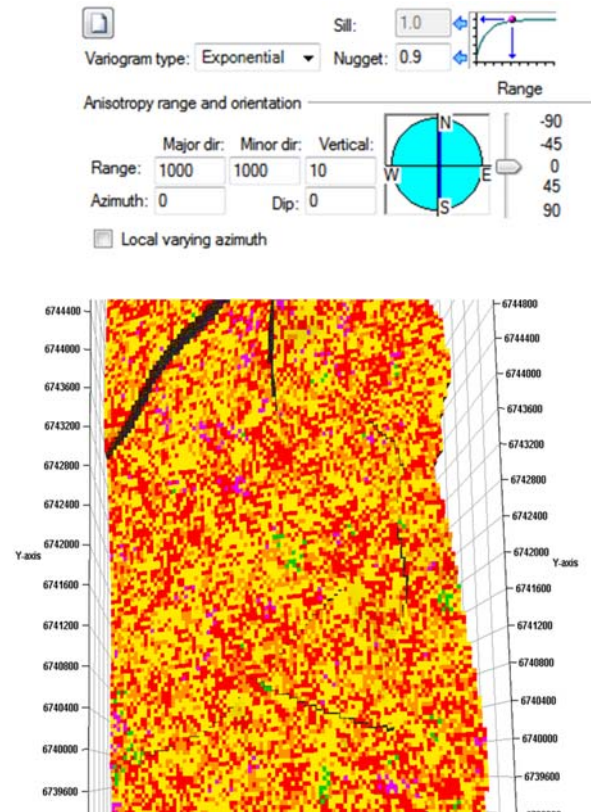 Sill: 1.0
Variogram type: Exponential Nugget: 0.9
Range
Anisotropy range and orientation
Major dir: Minor dir: Vertical:
Range: 1000 1000 10
Azimuth: 0 Dip: 0
N
W E
S
-90
-45
0
45
90
Local varying azimuth
6744400
6744000
6743600
6743200
6742800
6742400
6742000
Y-axis
6741600
6741200
6740800
6740400
6740000
6739600
6744800
6744400
6744000
6743600
6743200
6742800
6742400
6742000
Y-axis
6741600
6741200
6740800
6740400
6740000
6739600